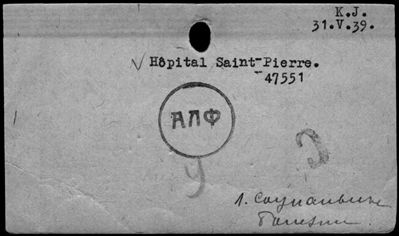 K.J.
31.V.39.
Hôpital Saint-Pierre.
47551
АЛФ